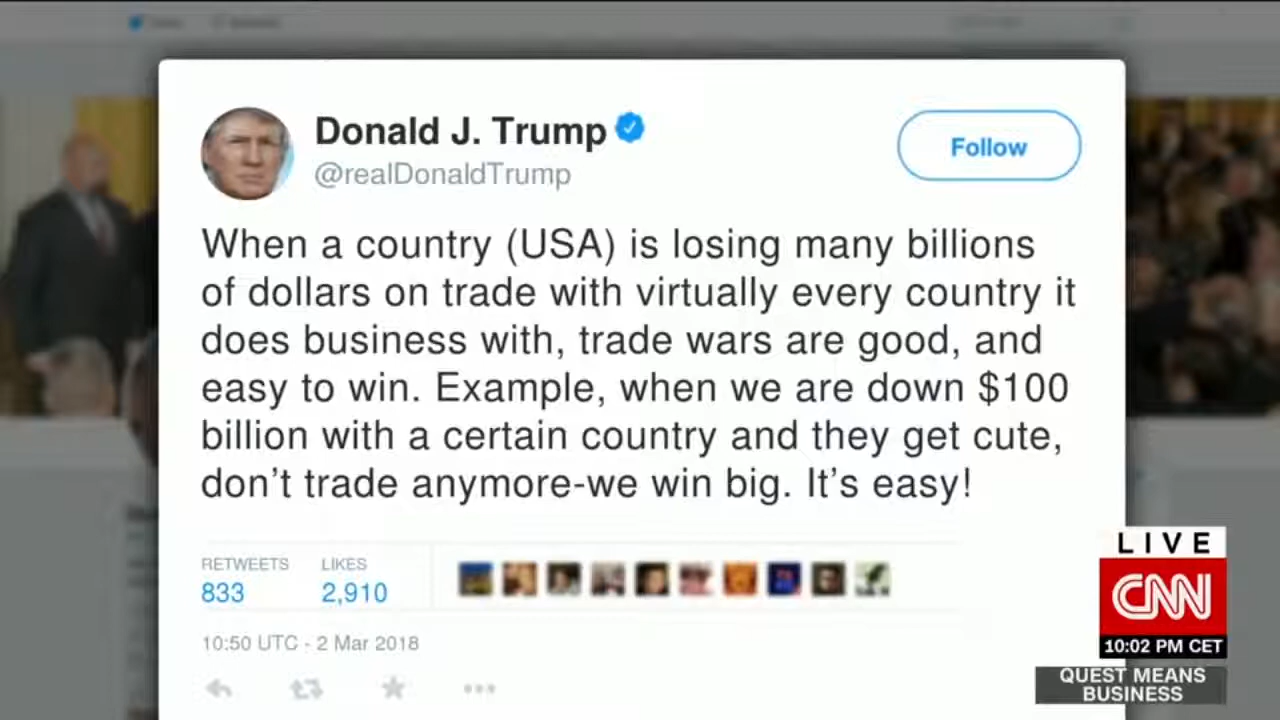 Donald J. Trump
@realDonaldTrump
Follow
When a country (USA) is losing many billions
of dollars on trade with virtually every country it
does business with, trade wars are good, and
easy to win. Example, when we are down $100
billion with a certain country and they get cute,
don’t trade anymore-we win big. It’s easy!
RETWEETS
LIKES
833
2,910
10:50 UTC - 2 Mar 2018
LIVE
CNN
10:02 PM CET
QUEST MEANS
BUSINESS